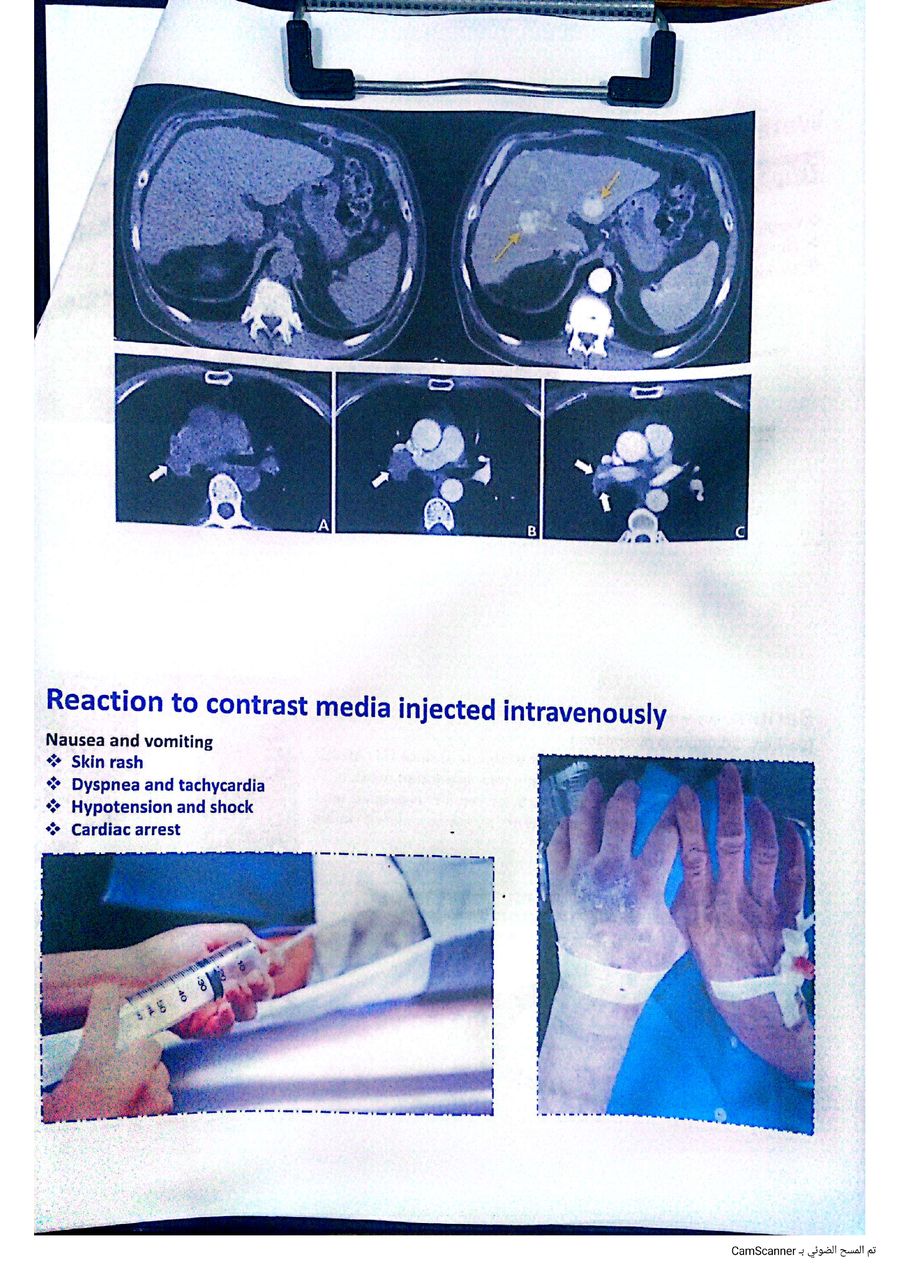 A
B
C
Reaction to contrast media injected intravenously
Nausea and vomiting
❖ Skin rash
❖ Dyspnea and tachycardia
❖ Hypotension and shock
❖ Cardiac arrest
تم المسح الضوئي بـ CamScanner